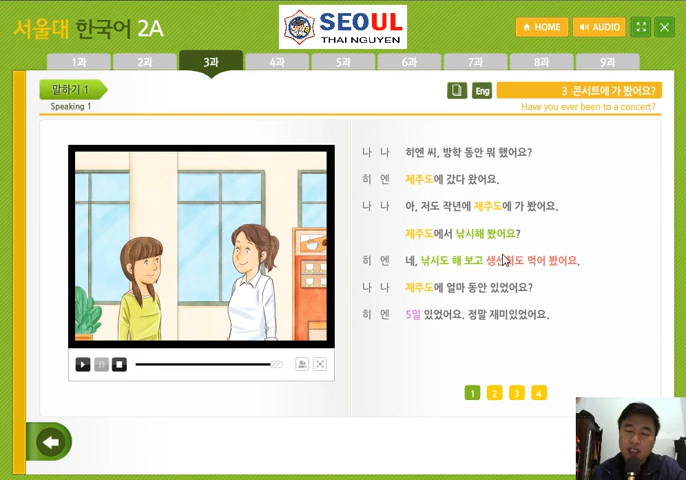 서울대 한국어 2A
SEOUL
THAI NGUYEN
HOME
AUDIO
1과
2과
3과
4과
5과
6과
7과
8과
9과
말하기 1
Speaking 1
Eng
3 콘서트에 가 봤어요?
Have you ever been to a concert?
나 나 히엔 씨, 방학 동안 뭐 했어요?
히 엔 제주도에 갔다 왔어요.
나 나 아, 저도 작년에 제주도에 가 봤어요.
제주도에서 낚시해 봤어요?
히 엔 네, 낚시도 해 보고 생선회도 먹어 봤어요.
나 나 제주도에 얼마 동안 있었어요?
히 엔 5일 있었어요. 정말 재미있었어요.
1 2 3 4